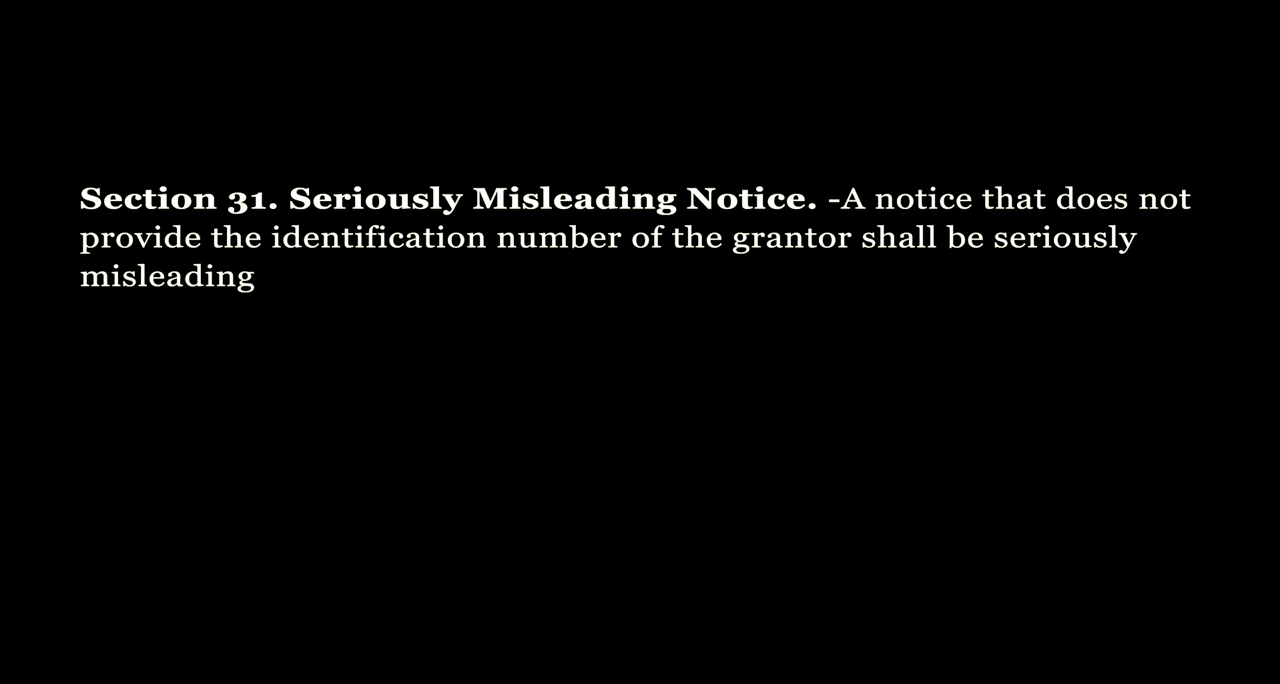 Section 31. Seriously Misleading Notice. -A notice that does not
provide the identification number of the grantor shall be seriously
misleading